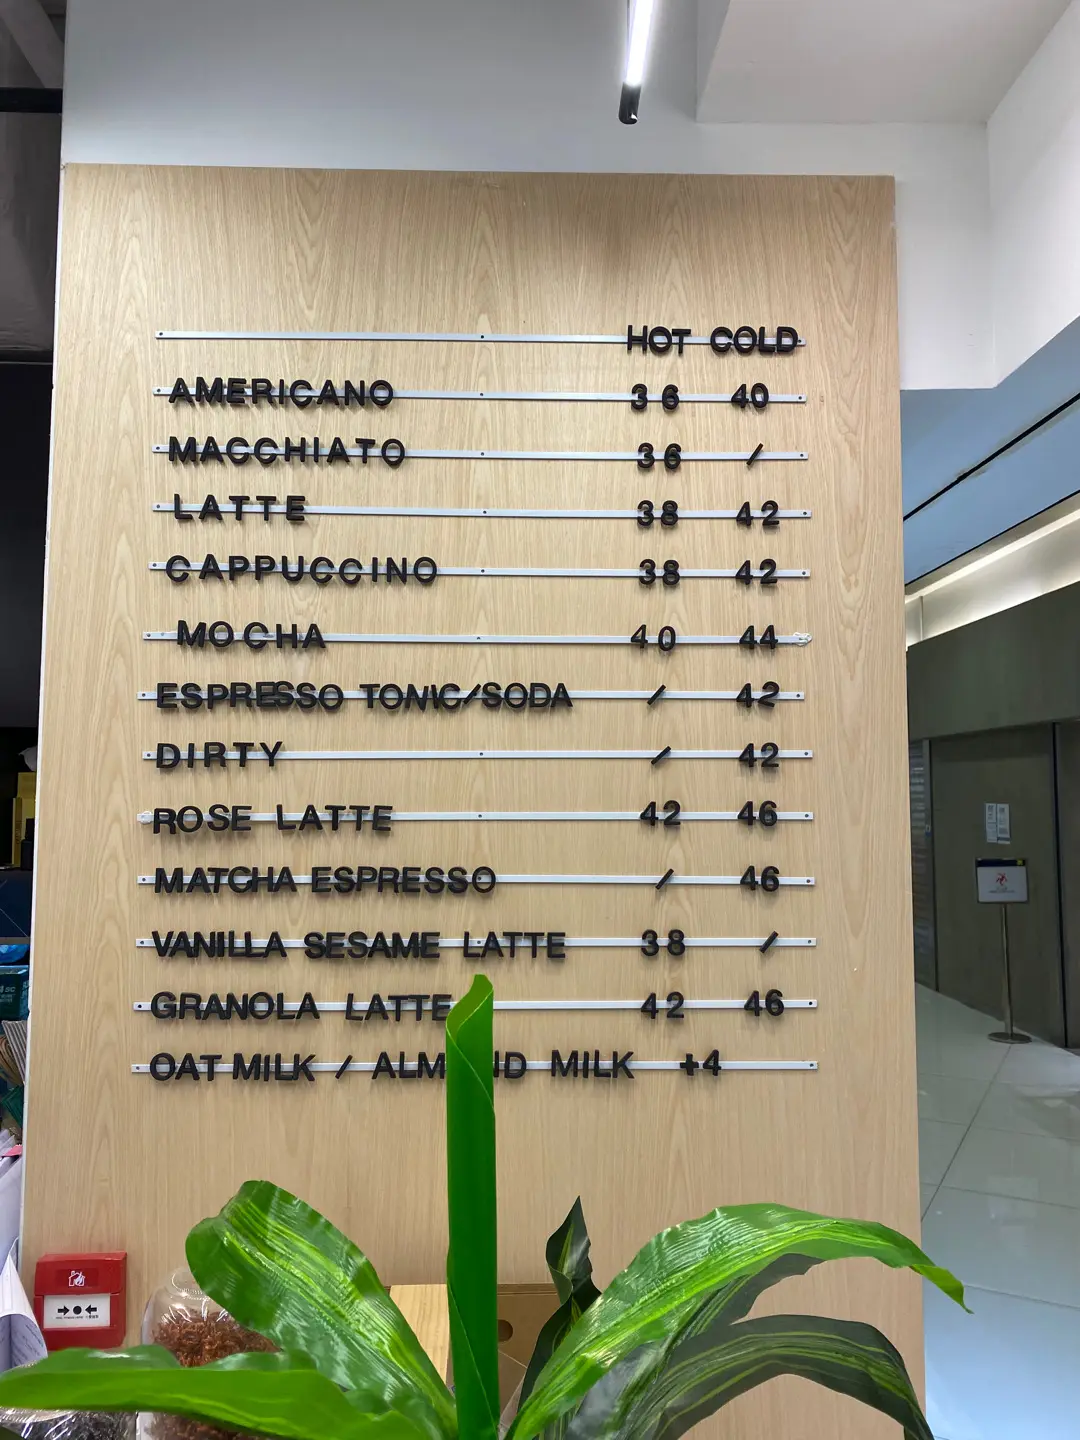 HOT COLD
AMERICANO 36 40
MACCHIATO 36 /
LATTE 38 42
CAPPUCCINO 38 42
MOCHA 40 44
ESPRESSO TONIC/SODA / 42
DIRTY / 42
ROSE LATTE 42 46
MATCHA ESPRESSO / 46
VANILLA SESAME LATTE 38 /
GRANOLA LATTE 42 46
OAT MILK / ALMOND MILK +4